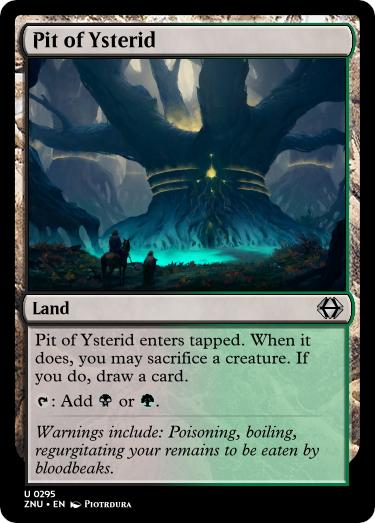 Pit of Ysterid
Land
Pit of Ysterid enters tapped. When it
does, you may sacrifice a creature. If
you do, draw a card.
: Add or .
Warnings include: Poisoning, boiling,
regurgitating your remains to be eaten by
bloodbeaks.
U 0295
ZNU • EN Piotrdura